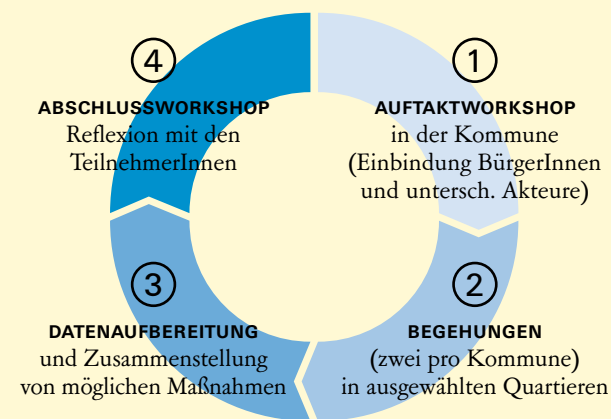 1
AUFTAKTWORKSHOP
in der Kommune
(Einbindung BürgerInnen
und untersch. Akteure)
2
BEGEHUNGEN
(zwei pro Kommune)
in ausgewählten Quartieren
3
DATENAUFBEREITUNG
und Zusammenstellung
von möglichen Maßnahmen
4
ABSCHLUSSWORKSHOP
Reflexion mit den
TeilnehmerInnen